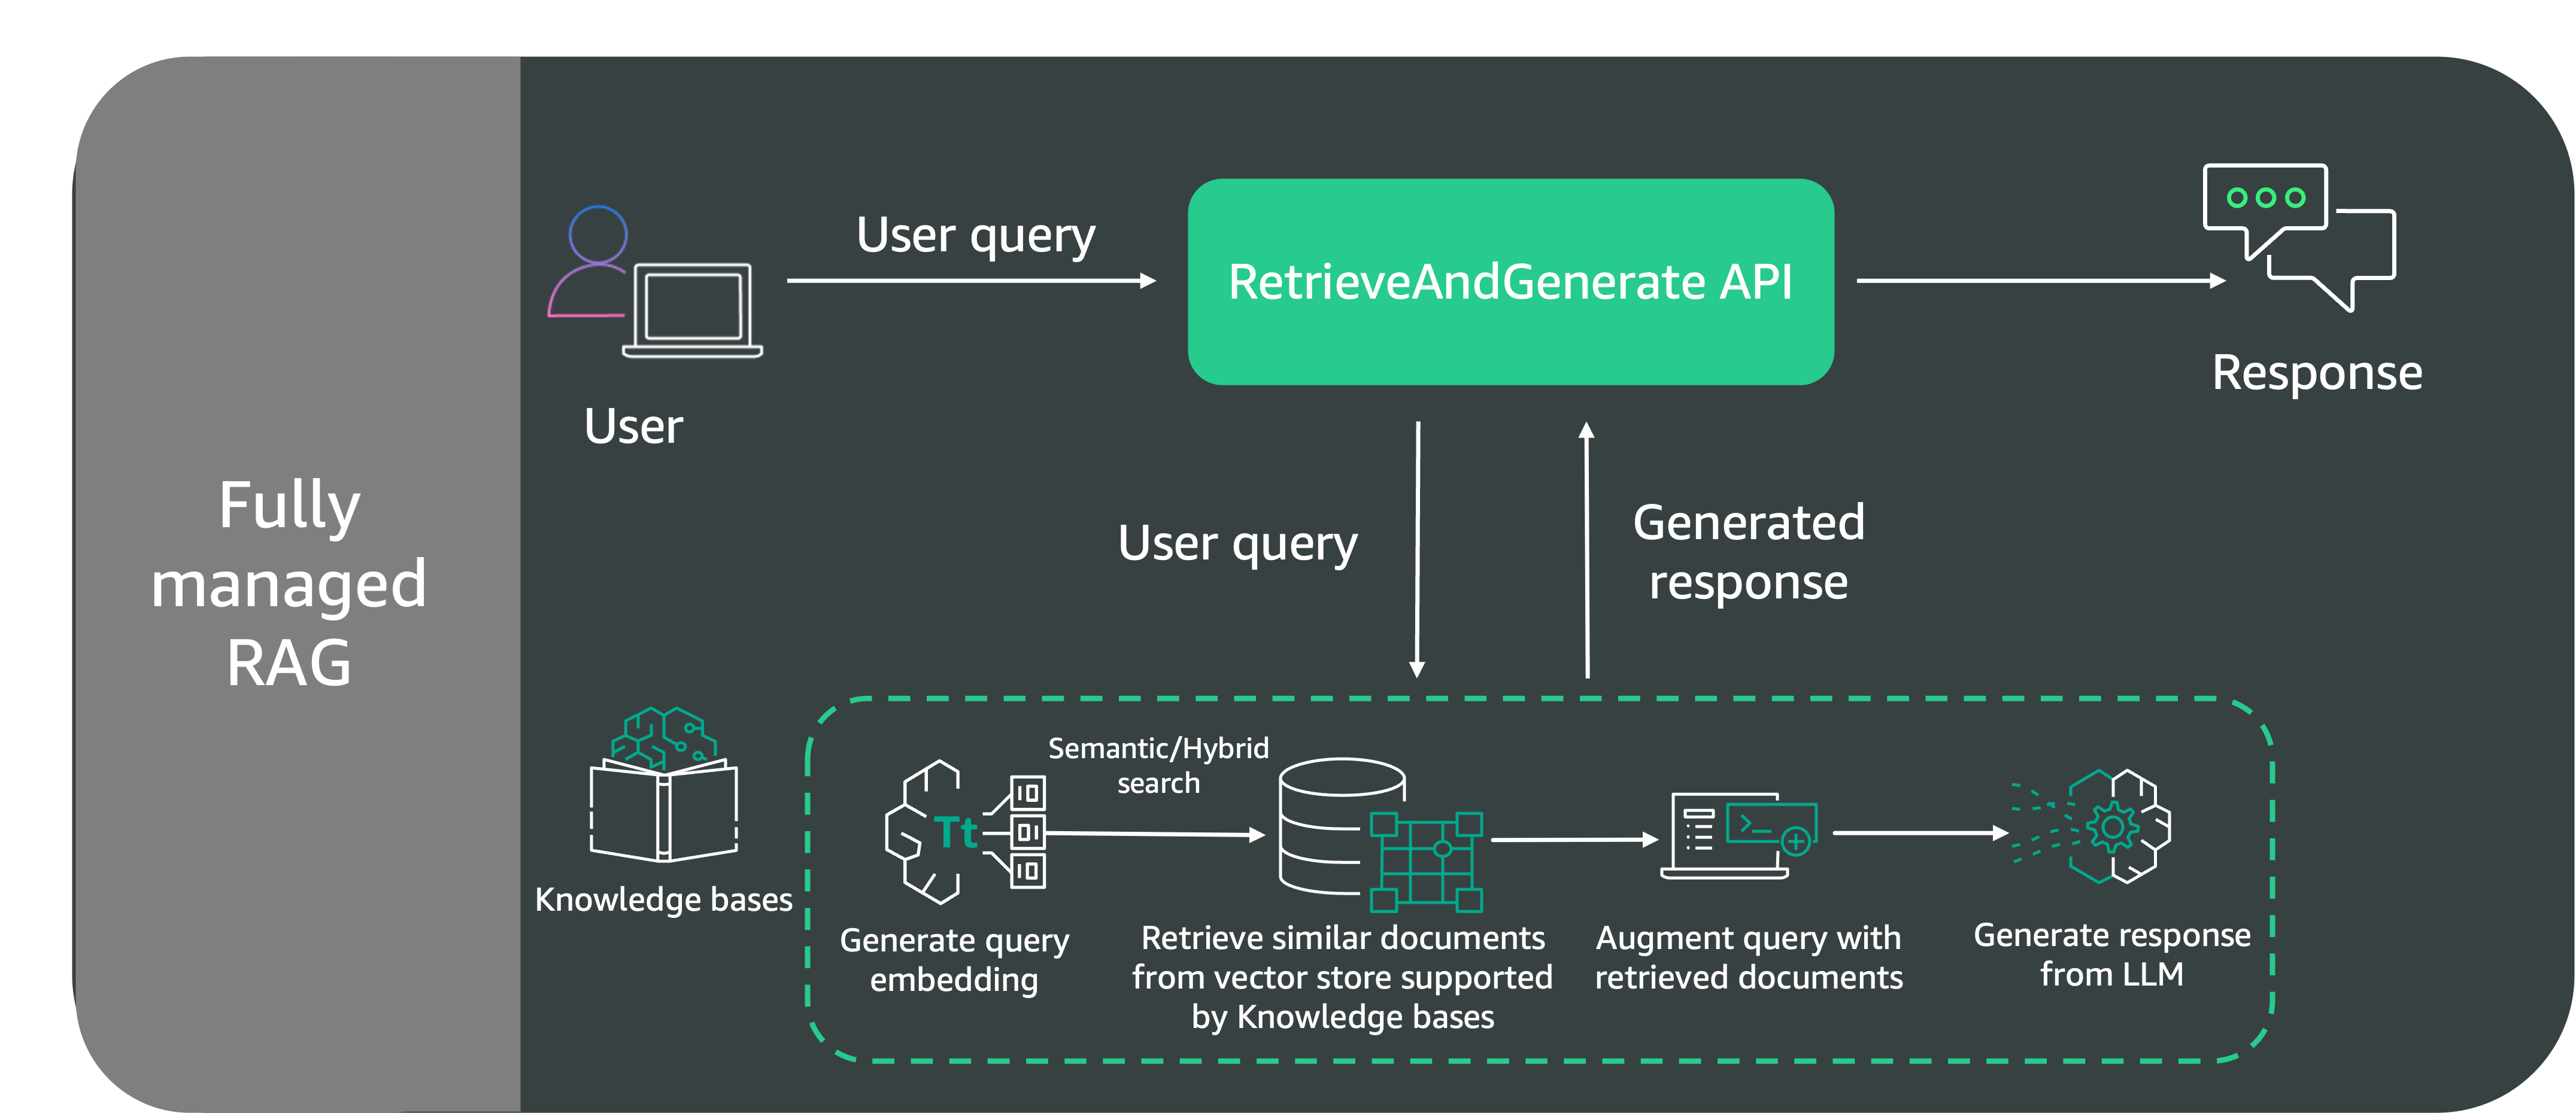 Fully
managed
RAG
User query
RetrieveAndGenerate API
User
Response
User query
Generated
response
Knowledge bases
Semantic/Hybrid
search
Tt
Generate query
embedding
Retrieve similar documents
from vector store supported
by Knowledge bases
Augment query with
retrieved documents
Generate response
from LLM